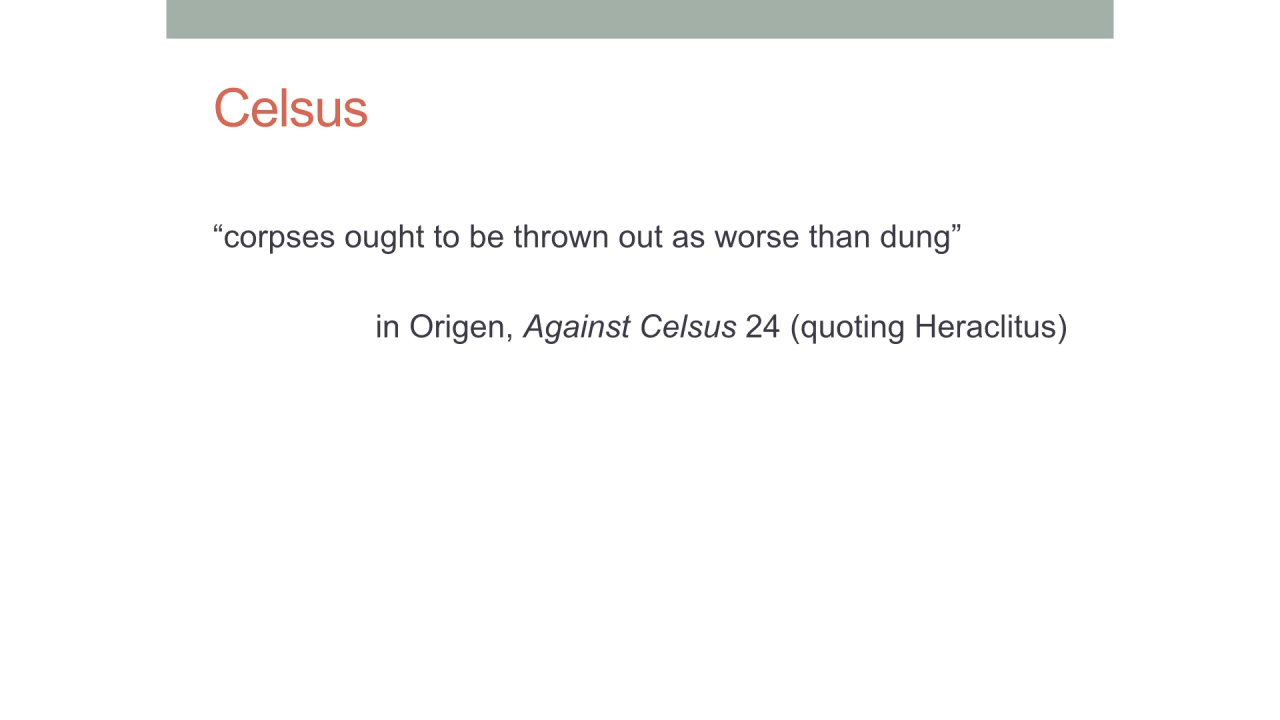 Celsus
“corpses ought to be thrown out as worse than dung”
in Origen, Against Celsus 24 (quoting Heraclitus)